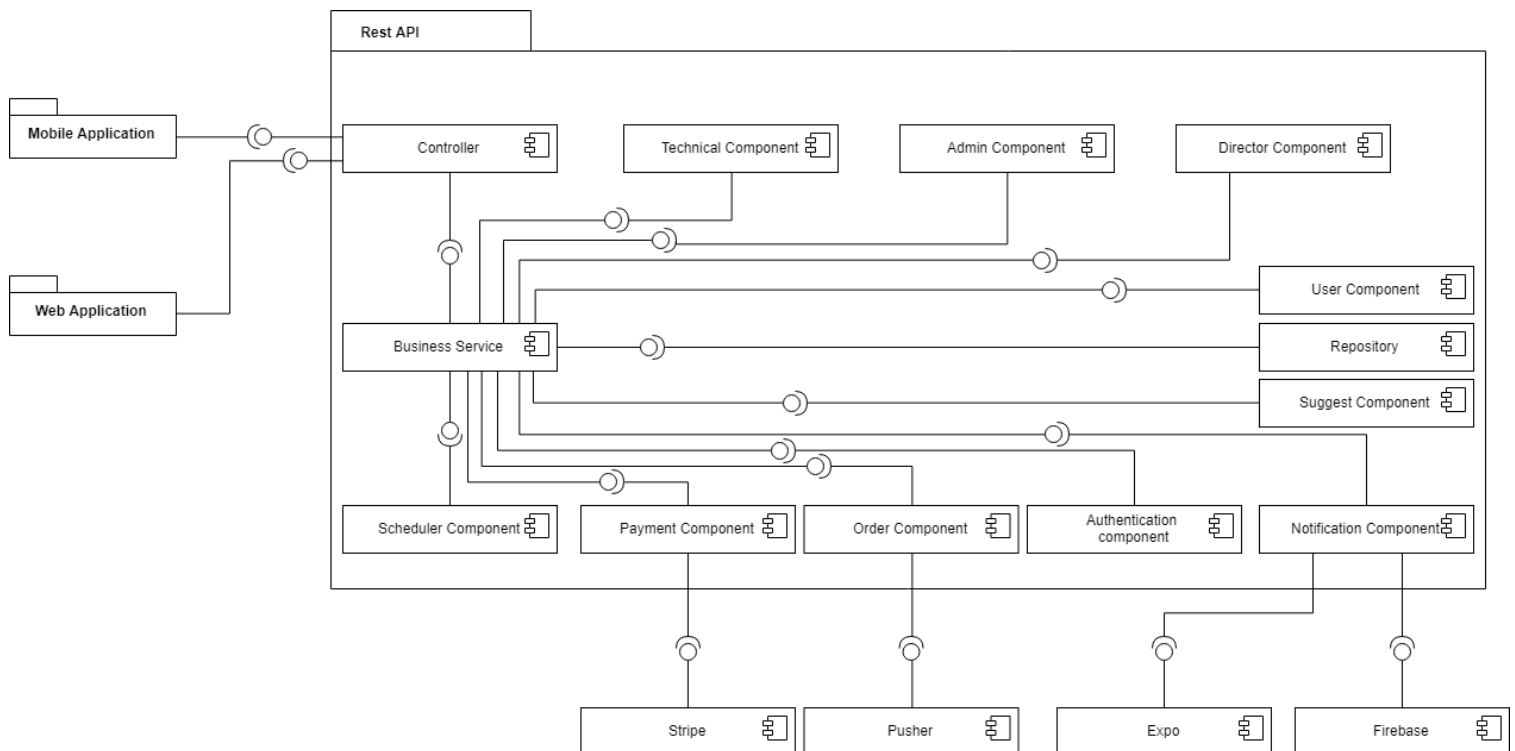 Rest API
Mobile Application
Controller
Technical Component
Admin Component
Director Component
Web Application
User Component
Business Service
Repository
Suggest Component
Scheduler Component
Payment Component
Order Component
Authentication
component
Notification Component
Stripe
Pusher
Expo
Firebase